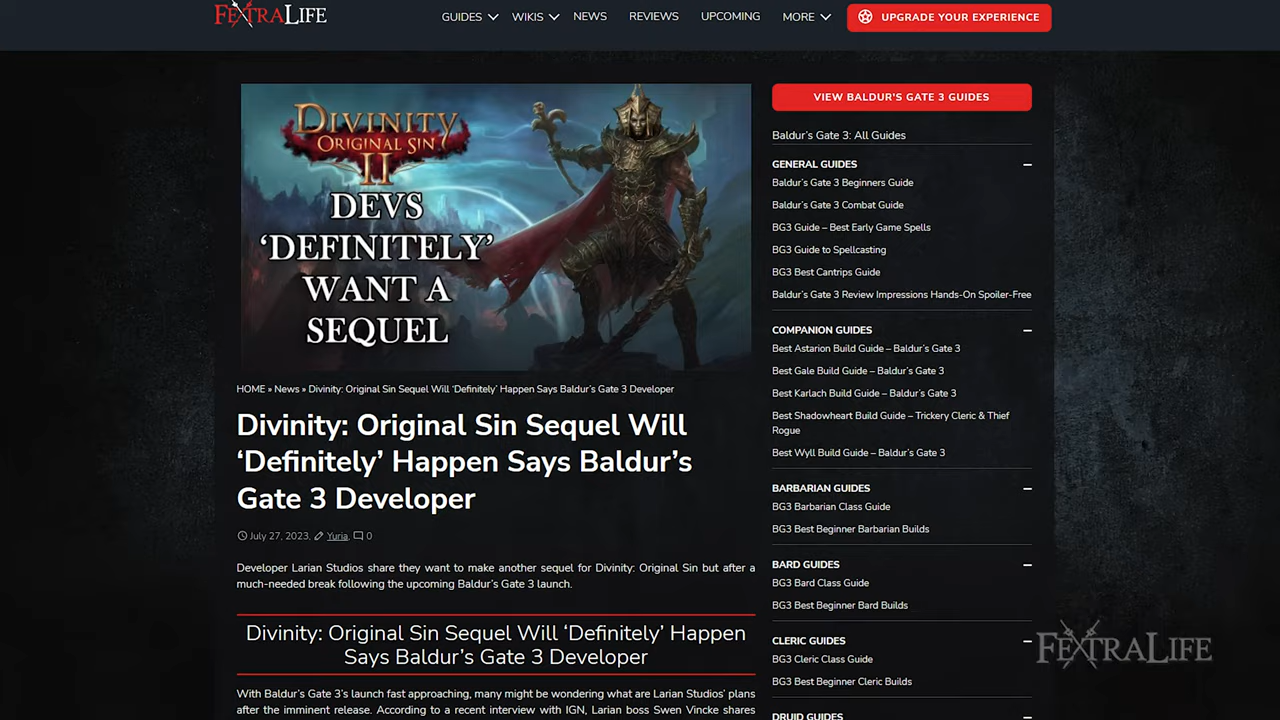 FEXTRALIFE
GUIDES WIKIS NEWS REVIEWS UPCOMING MORE UPGRADE YOUR EXPERIENCE
DIVINITY
ORIGINAL SIN
II
DEVS
'DEFINITELY'
WANT A
SEQUEL
HOME » News » Divinity: Original Sin Sequel Will 'Definitely' Happen Says Baldur's Gate 3 Developer
Divinity: Original Sin Sequel Will
'Definitely' Happen Says Baldur's
Gate 3 Developer
July 27, 2023, Yuria, 0
Developer Larian Studios share they want to make another sequel for Divinity: Original Sin but after a
much-needed break following the upcoming Baldur's Gate 3 launch.
Divinity: Original Sin Sequel Will 'Definitely' Happen
Says Baldur's Gate 3 Developer
With Baldur's Gate 3's launch fast approaching, many might be wondering what are Larian Studios' plans
after the imminent release. According to a recent interview with IGN, Larian boss Swen Vincke shares
VIEW BALDUR'S GATE 3 GUIDES
Baldur's Gate 3: All Guides
GENERAL GUIDES
Baldur's Gate 3 Beginners Guide
Baldur's Gate 3 Combat Guide
BG3 Guide – Best Early Game Spells
BG3 Guide to Spellcasting
BG3 Best Cantrips Guide
Baldur's Gate 3 Review Impressions Hands-On Spoiler-Free
COMPANION GUIDES
Best Astarion Build Guide – Baldur's Gate 3
Best Gale Build Guide – Baldur's Gate 3
Best Karlach Build Guide – Baldur's Gate 3
Best Shadowheart Build Guide – Trickery Cleric & Thief
Rogue
Best Wyll Build Guide – Baldur's Gate 3
BARBARIAN GUIDES
BG3 Barbarian Class Guide
BG3 Best Beginner Barbarian Builds
BARD GUIDES
BG3 Bard Class Guide
BG3 Best Beginner Bard Builds
CLERIC GUIDES
BG3 Cleric Class Guide
BG3 Best Beginner Cleric Builds
DRUID GUIDES
FEXTRALIFE